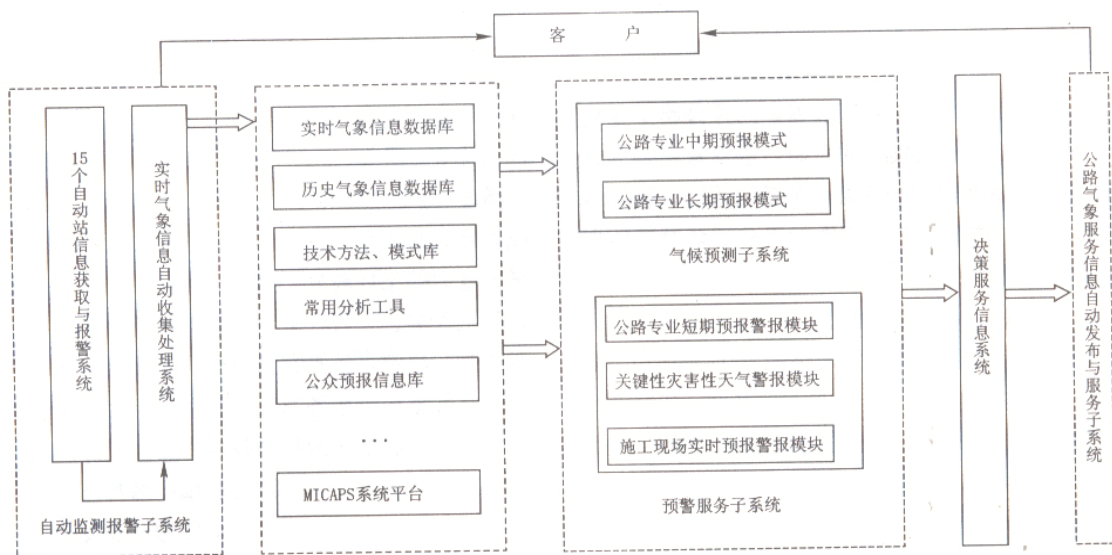 客 户
15个自动站信息获取与报警系统
实时气象信息自动收集处理系统
自动监测报警子系统
实时气象信息数据库
历史气象信息数据库
技术方法、模式库
常用分析工具
公众预报信息库
...
MICAPS系统平台
公路专业中期预报模式
公路专业长期预报模式
气候预测子系统
公路专业短期预报警报模块
关键性灾害性天气警报模块
施工现场实时预报警报模块
预警服务子系统
决策服务信息系统
公路气象服务信息自动发布与服务子系统